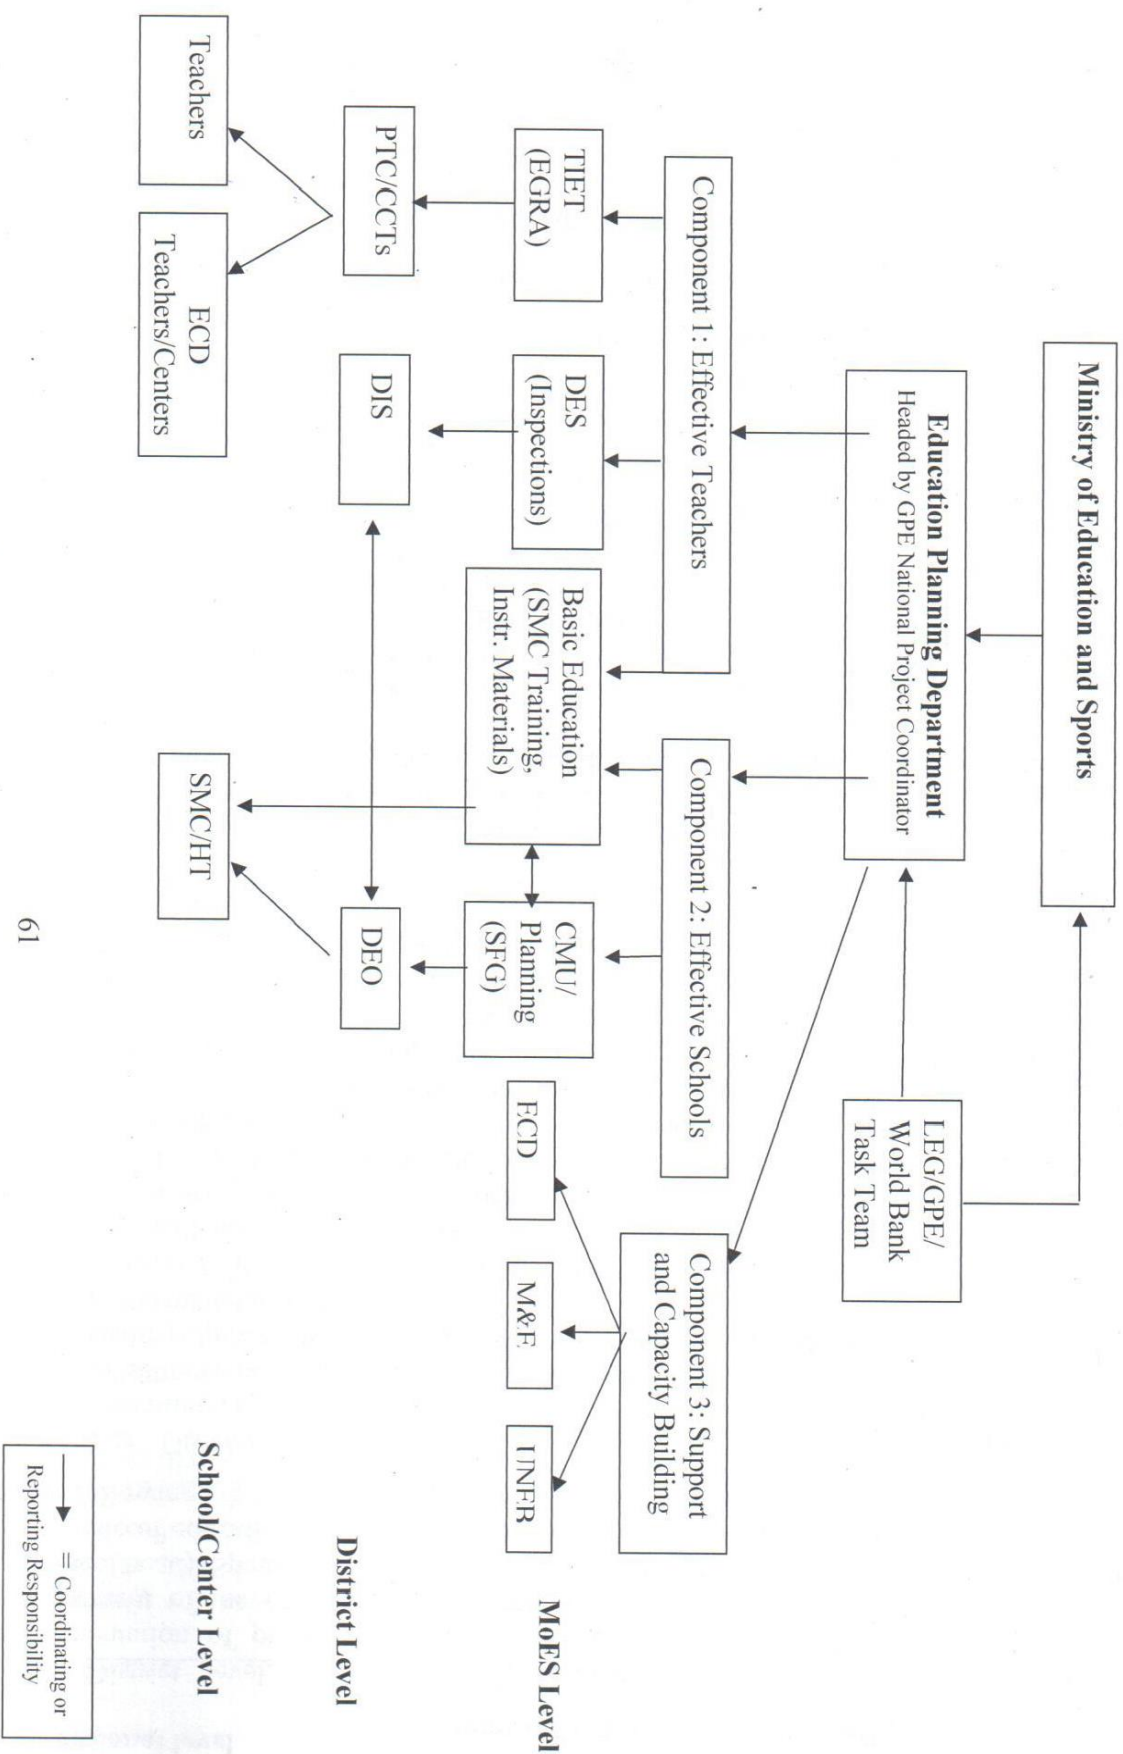 Ministry of Education and Sports
Education Planning Department
Headed by GPE National Project Coordinator
LEG/GPE/
World Bank
Task Team
Component 1: Effective Teachers
Component 2: Effective Schools
Component 3: Support
and Capacity Building
TIET
(EGRA)
DES
(Inspections)
Basic Education
(SMC Training,
Instr. Materials)
CMU/
Planning
(SFG)
ECD
M&E
UNEB
MoES Level
PTC/CCTs
DIS
DEO
District Level
Teachers
ECD
Teachers/Centers
SMC/HT
School/Center Level
= Coordinating or
Reporting Responsibility
61